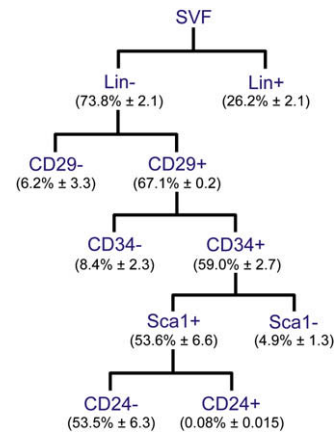 SVF
Lin- Lin+
(73.8% ± 2.1) (26.2% ± 2.1)
CD29- CD29+
(6.2% ± 3.3) (67.1% ± 0.2)
CD34- CD34+
(8.4% ± 2.3) (59.0% ± 2.7)
Sca1+ Sca1-
(53.6% ± 6.6) (4.9% ± 1.3)
CD24- CD24+
(53.5% ± 6.3) (0.08% ± 0.015)